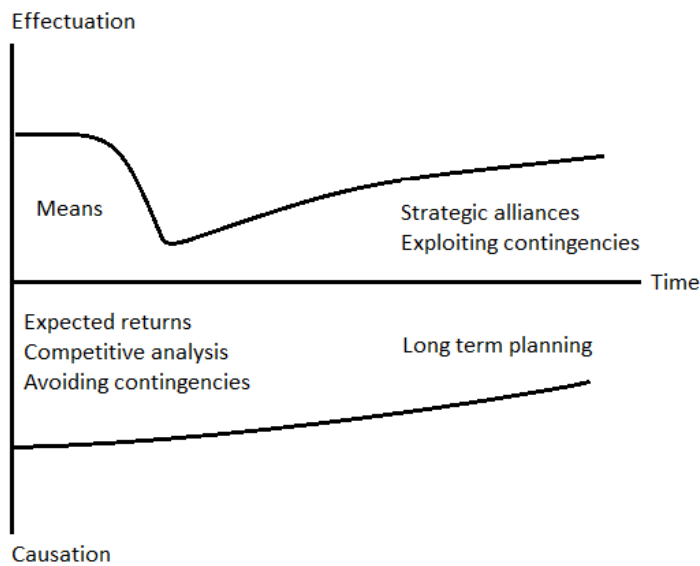 Effectuation
Means
Strategic alliances
Exploiting contingencies
Time
Expected returns
Competitive analysis
Avoiding contingencies
Long term planning
Causation